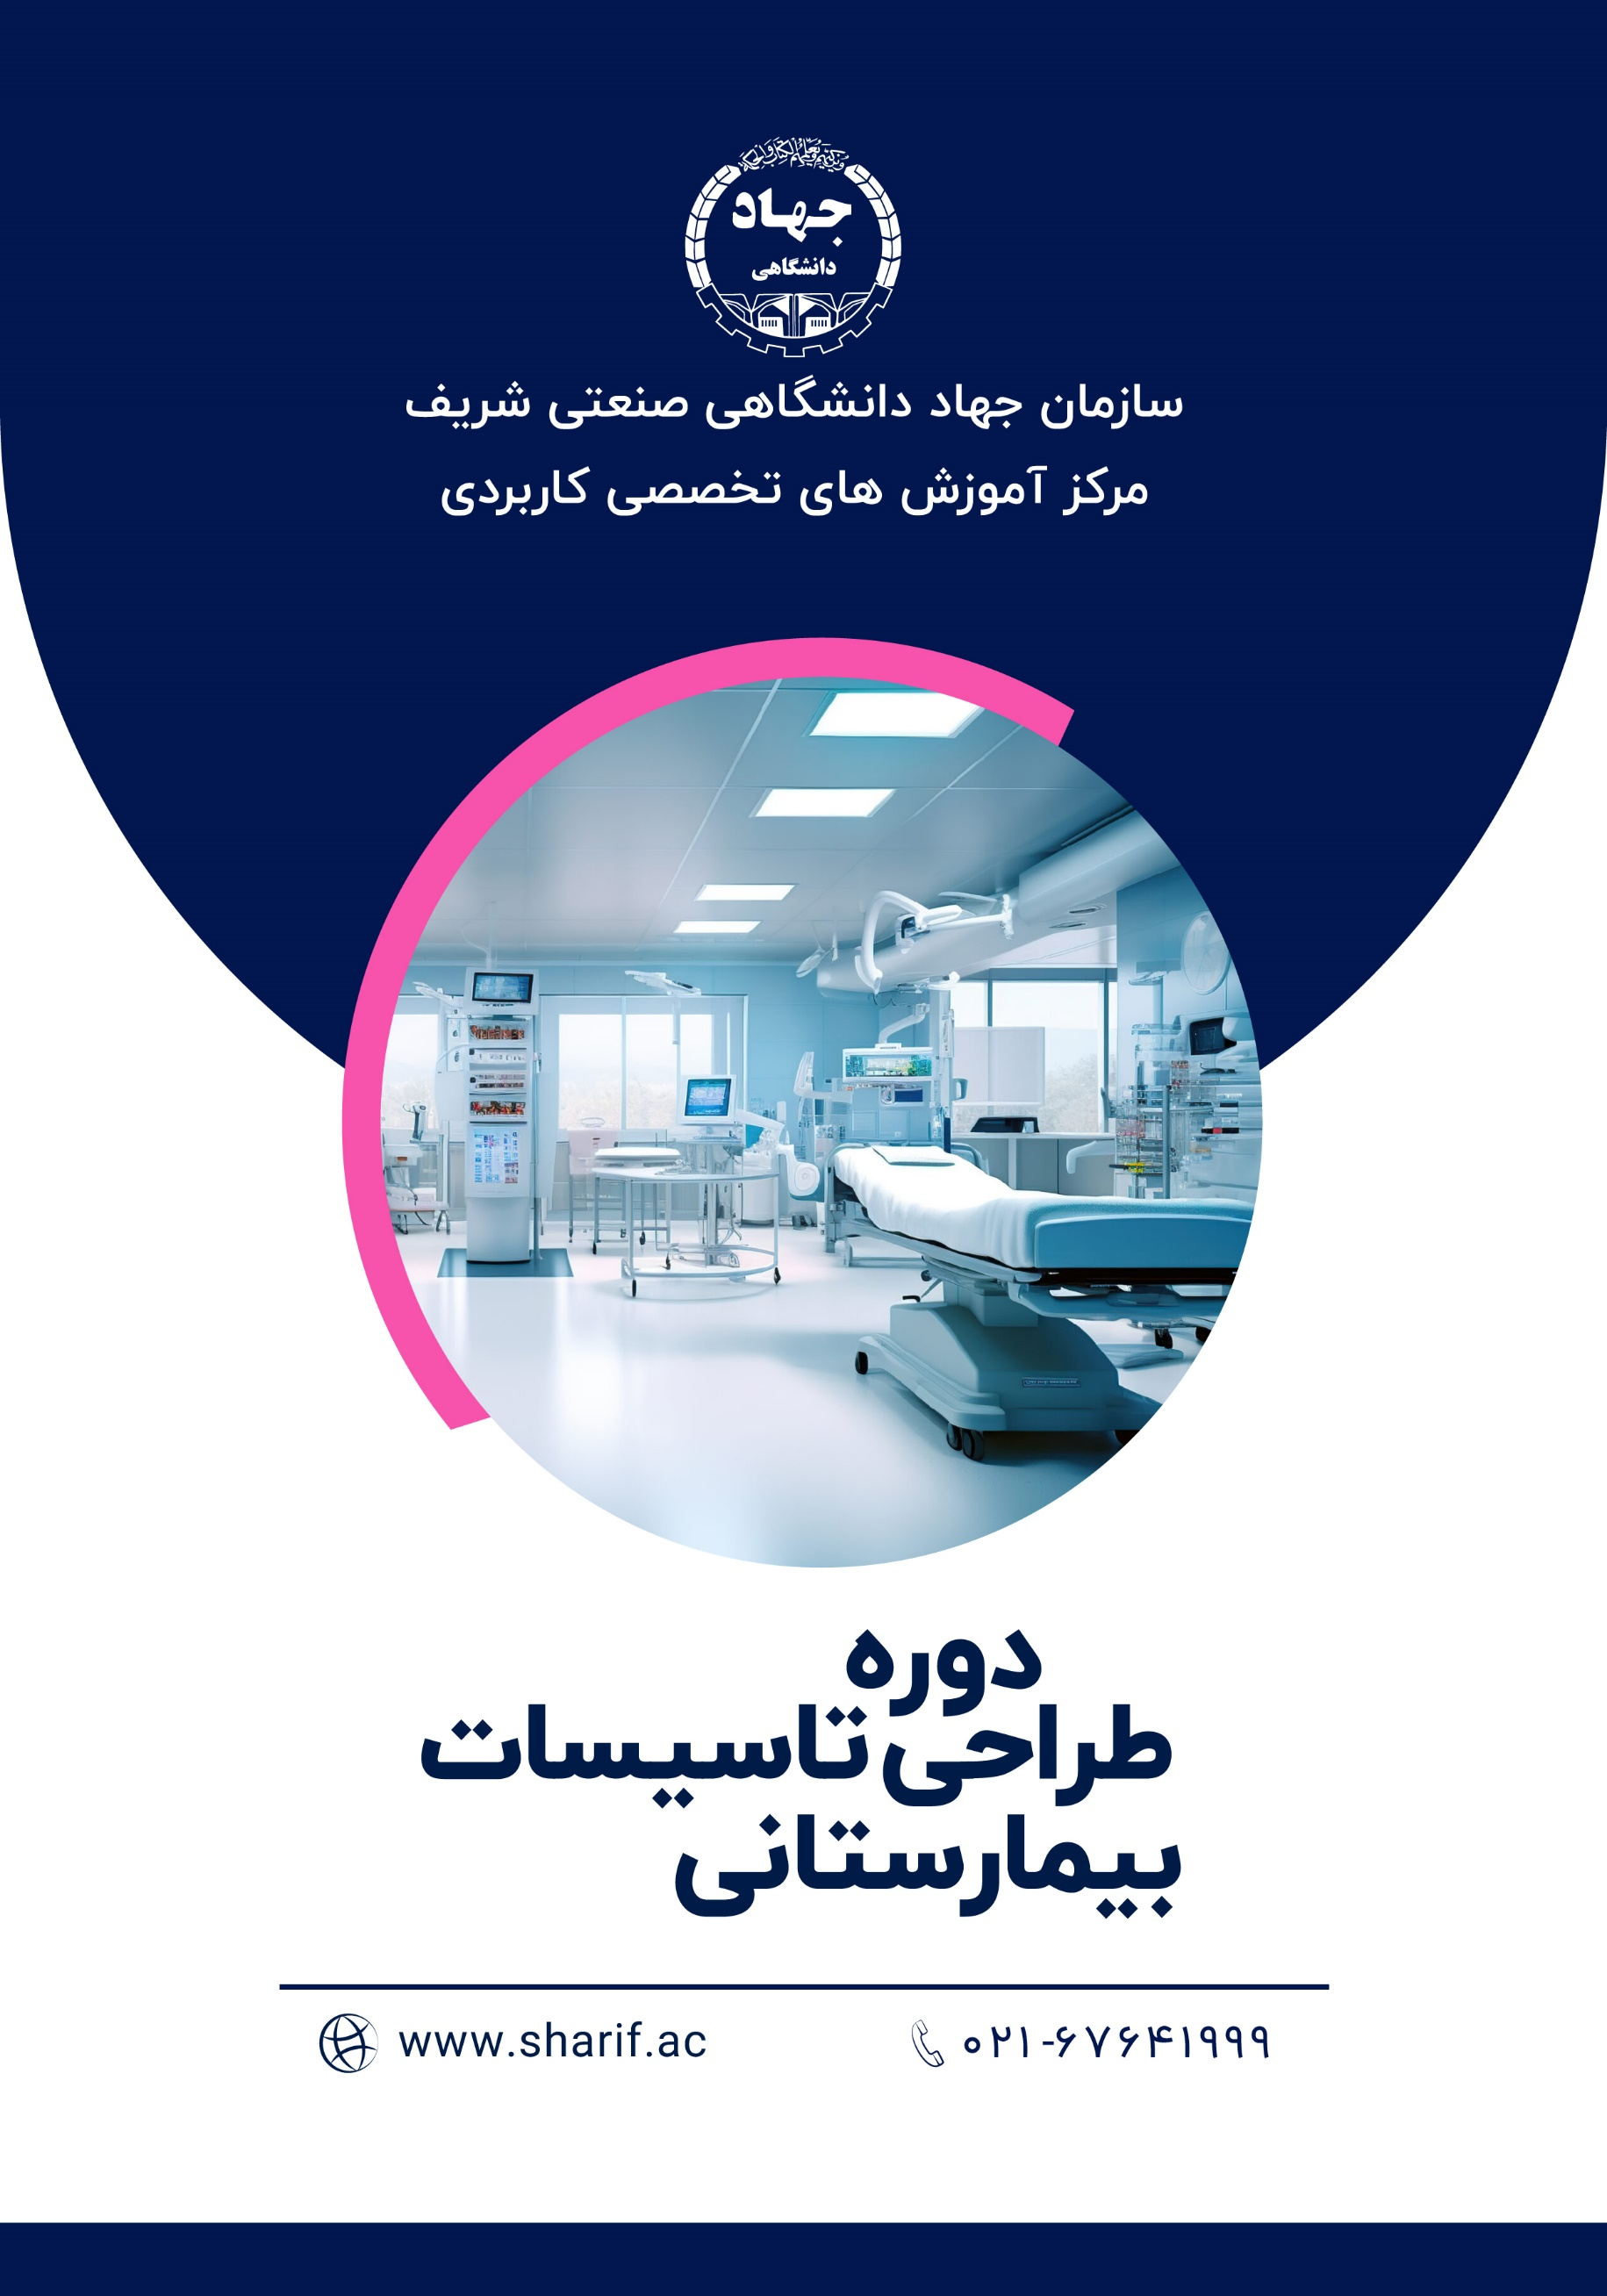 جهاد
دانشگاهی
سازمان جهاد دانشگاهی صنعتی شریف
مرکز آموزش های تخصصی کاربردی
دوره
طراحی تاسیسات
بیمارستانی
www.sharif.ac
۰۲۱-۶۷۶۴۱۹۹۹